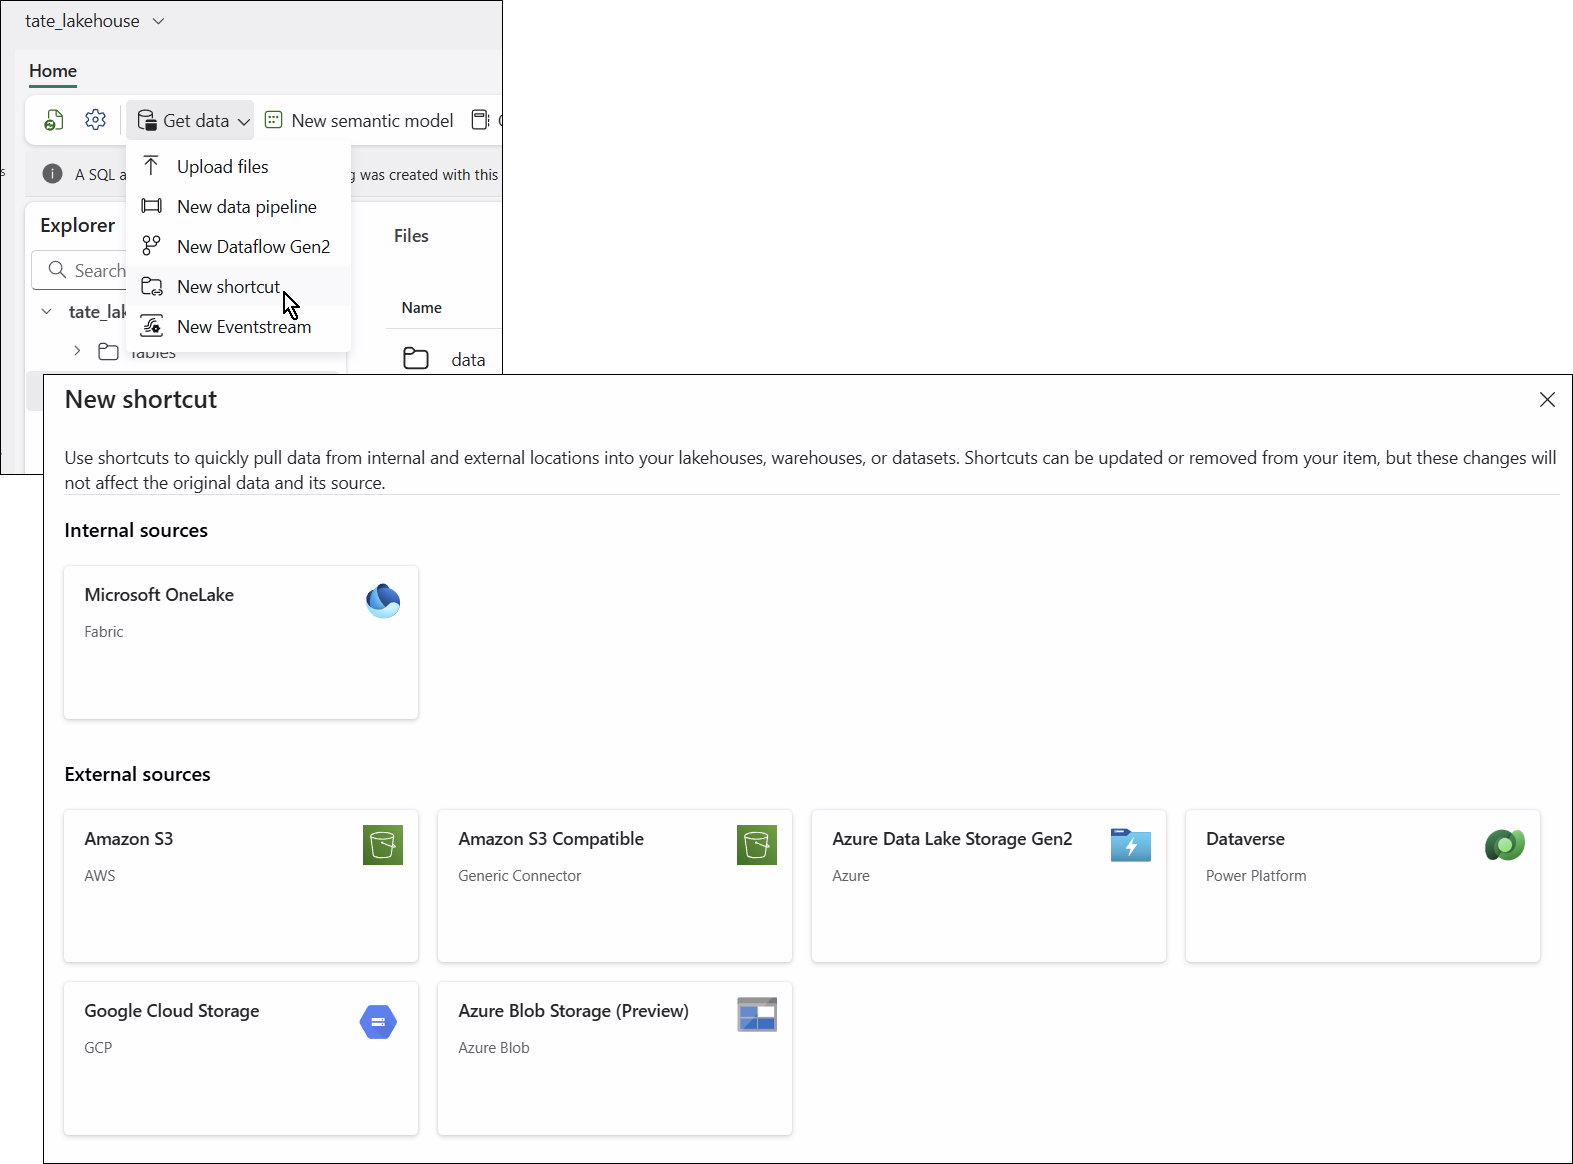 tate_lakehouse
Home
Get data
New semantic model
Upload files
A SQL a
g was created with this
New data pipeline
Explorer
Files
New Dataflow Gen2
Search
New shortcut
Name
tate_lak
New Eventstream
Tables
data
New shortcut
Use shortcuts to quickly pull data from internal and external locations into your lakehouses, warehouses, or datasets. Shortcuts can be updated or removed from your item, but these changes will
not affect the original data and its source.
Internal sources
Microsoft OneLake
Fabric
External sources
Amazon S3
AWS
Amazon S3 Compatible
Generic Connector
Azure Data Lake Storage Gen2
Azure
Dataverse
Power Platform
Google Cloud Storage
GCP
Azure Blob Storage (Preview)
Azure Blob